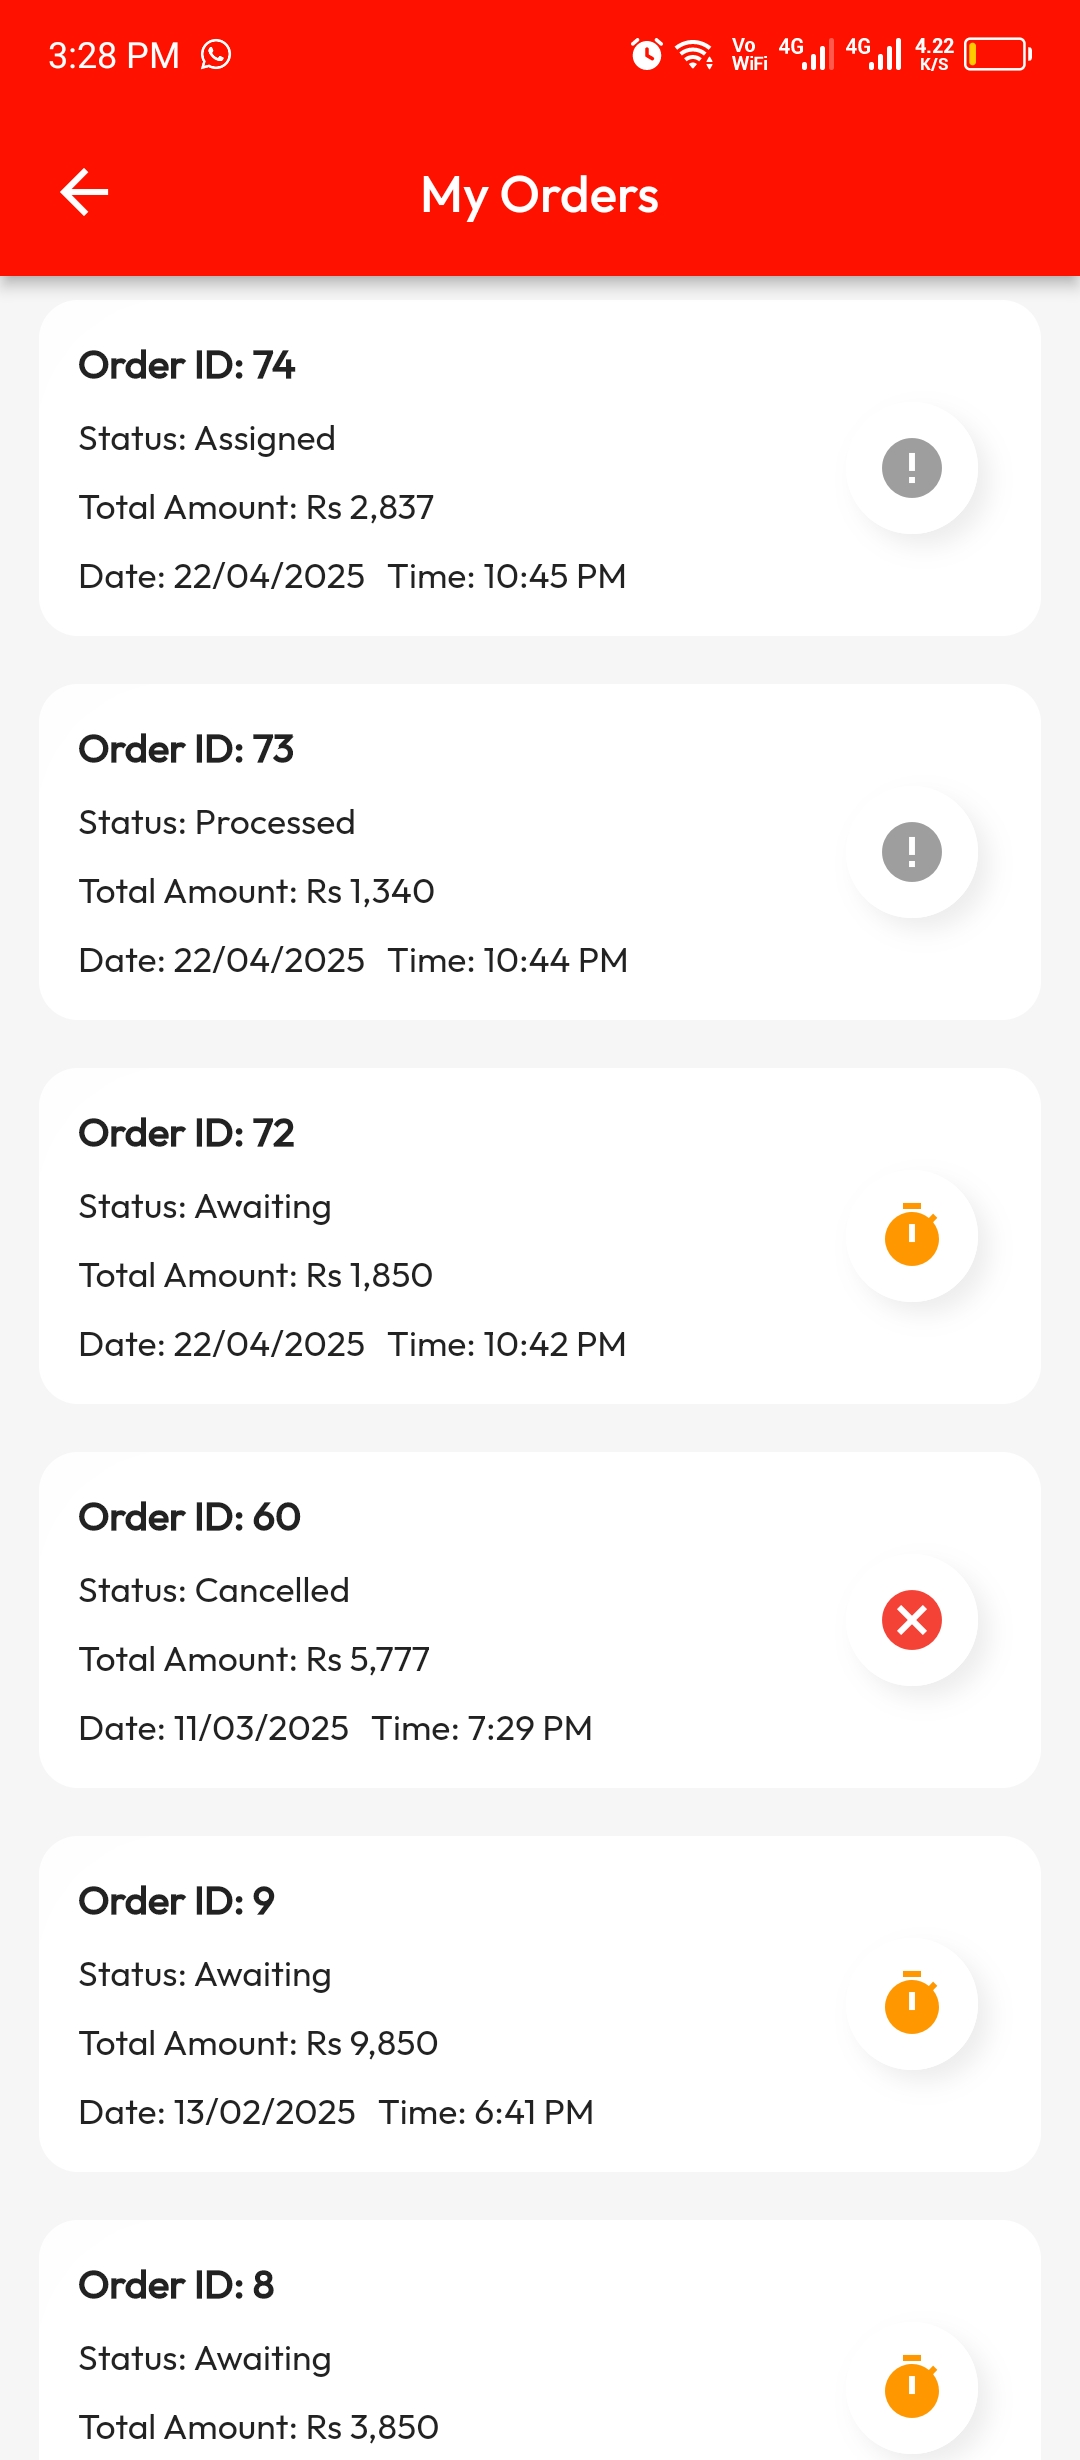 3:28 PM
Vo WiFi 4G 4G 4.22 K/S
My Orders
Order ID: 74
Status: Assigned
Total Amount: Rs 2,837
Date: 22/04/2025 Time: 10:45 PM
Order ID: 73
Status: Processed
Total Amount: Rs 1,340
Date: 22/04/2025 Time: 10:44 PM
Order ID: 72
Status: Awaiting
Total Amount: Rs 1,850
Date: 22/04/2025 Time: 10:42 PM
Order ID: 60
Status: Cancelled
Total Amount: Rs 5,777
Date: 11/03/2025 Time: 7:29 PM
Order ID: 9
Status: Awaiting
Total Amount: Rs 9,850
Date: 13/02/2025 Time: 6:41 PM
Order ID: 8
Status: Awaiting
Total Amount: Rs 3,850